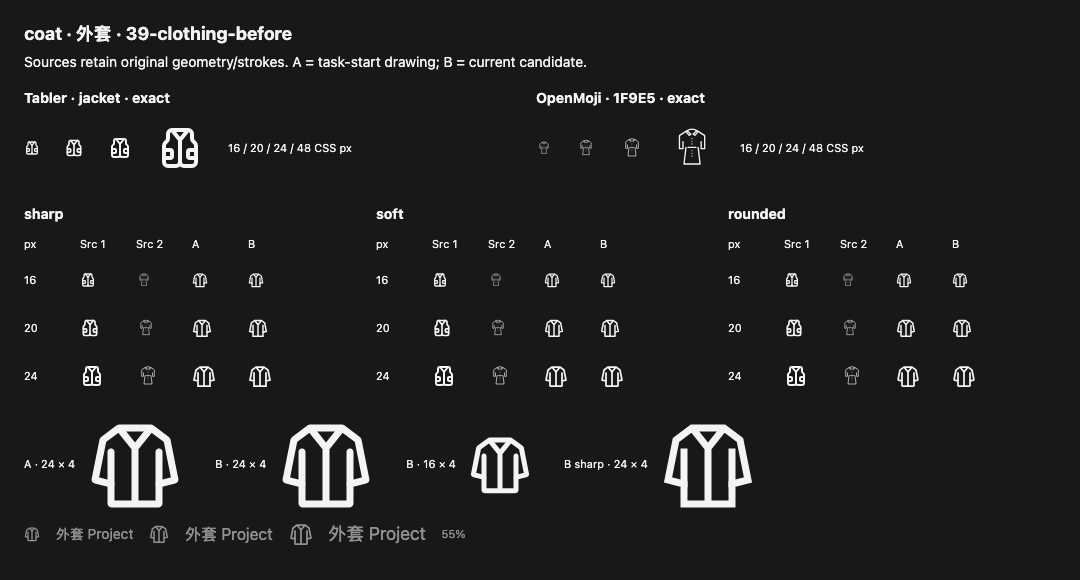 coat · 外套 · 39-clothing-before
Sources retain original geometry/strokes. A = task-start drawing; B = current candidate.
Tabler · jacket · exact
OpenMoji · 1F9E5 · exact
16 / 20 / 24 / 48 CSS px
16 / 20 / 24 / 48 CSS px
sharp
soft
rounded
px Src 1 Src 2 A B
px Src 1 Src 2 A B
px Src 1 Src 2 A B
16
16
16
20
20
20
24
24
24
A · 24 × 4
B · 24 × 4
B · 16 × 4
B sharp · 24 × 4
外套 Project
外套 Project
外套 Project
55%